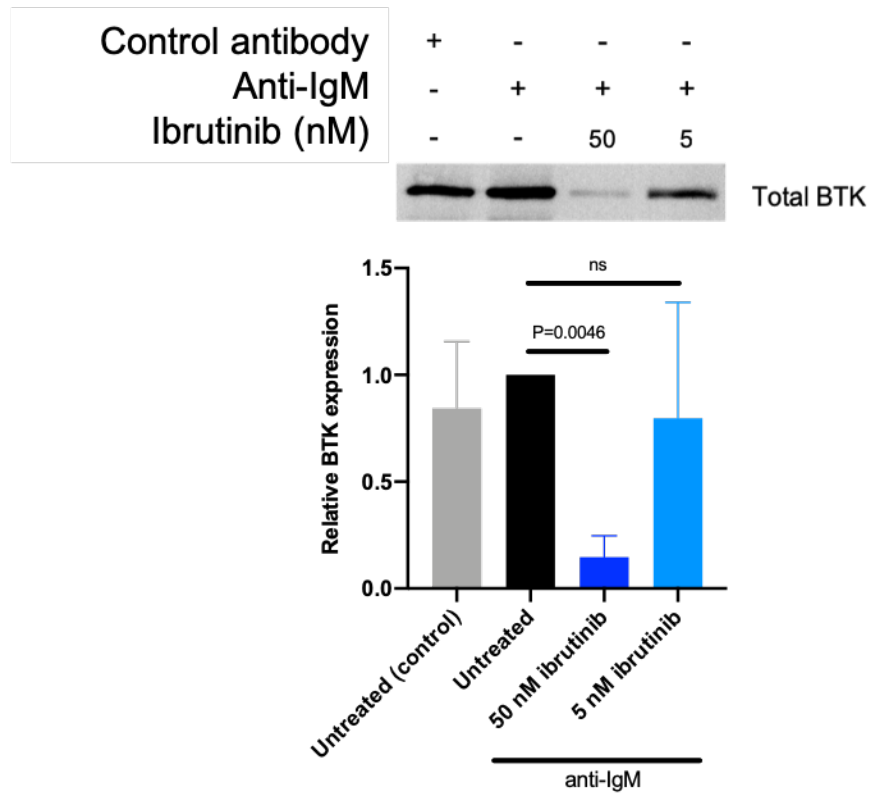 Control antibody + - - -
Anti-IgM - + + +
Ibrutinib (nM) - - 50 5
Total BTK
ns
P=0.0046
1.5
1.0
0.5
0.0
Relative BTK expression
Untreated (control)
Untreated
50 nM ibrutinib
5 nM ibrutinib
anti-IgM